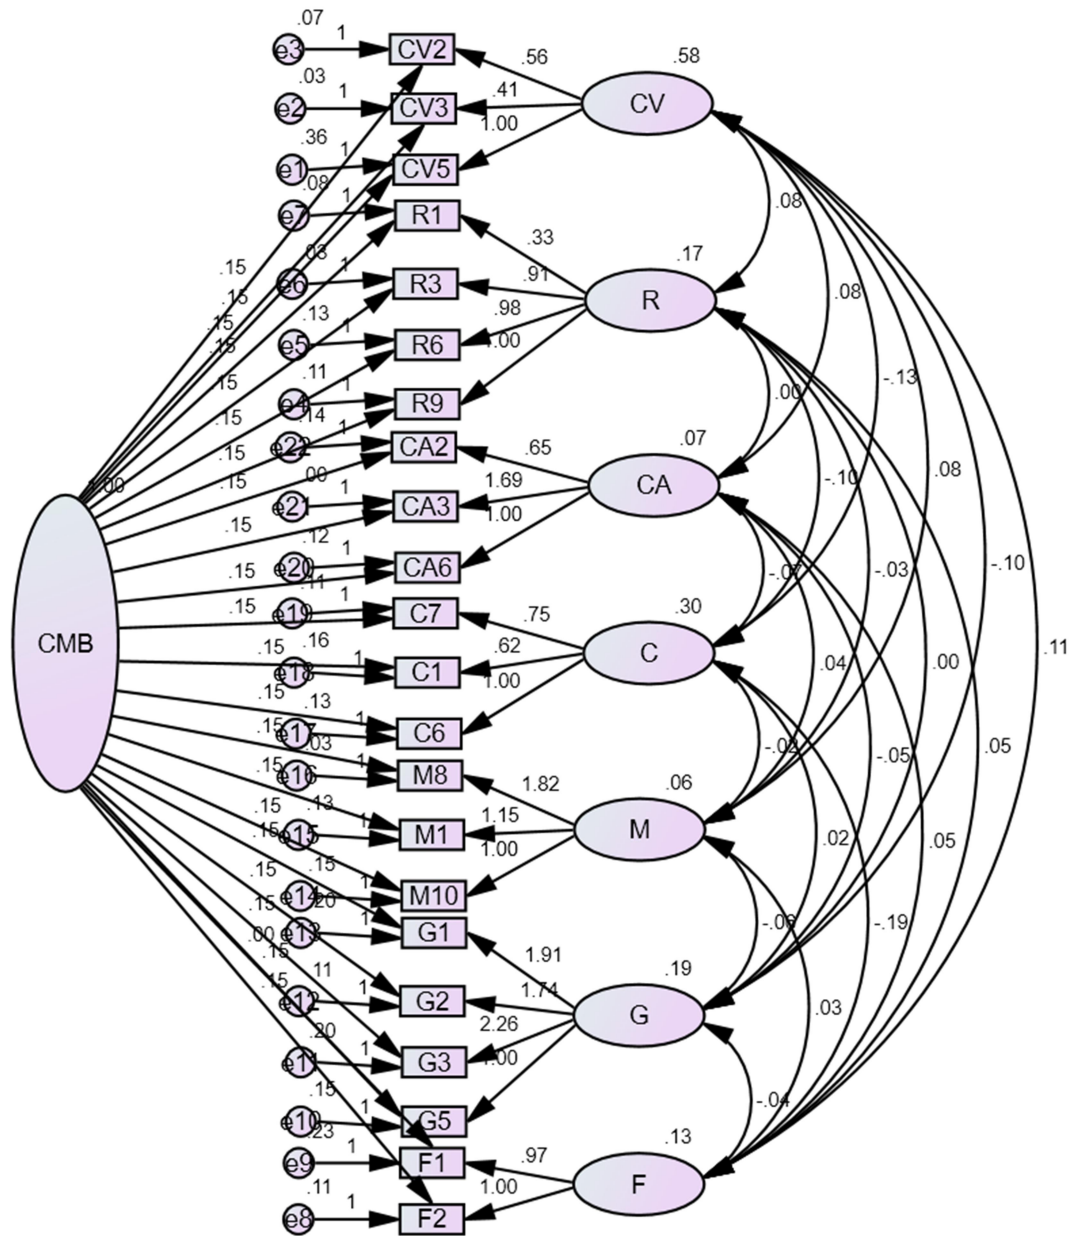 .07
e3 1 CV2 .56 .58
.03
e2 1 CV3 .41 CV
1.00
.36
e1 1 CV5
.08
e7 1 R1 .08
.33 .17
.03
.15 e6 1 R3 .91 R .08
.15 .13 .98
.15 e5 1 R6 1.00
.15
.15 .11 -.13
e4 1 R9 .00
.15 .14
e22 1 CA2 .65 .07
.15
1.00 .15 .00 e21 1 CA3 1.69 CA -.10 .08
1.00
.15 .12
e20 1 CA6 -.07 -.03 -.10
.15 .11
.15 e19 1 C7 .75 .30
CMB .15 .16 e18 1 C1 .62 C .04 .00 .11
1.00
.15 .13
.15 e17 1 C6 -.02 -.05 .05
.03
.15 e16 1 M8 1.82 .06
.15 .13 1.15
.15 e15 1 M1 M .02 .05
1.00
.15 .15
e14 1 M10
.15 .20
.00 e13 1 G1 -.06 -.19
.15 1.91 .19
.15 .11
e12 1 G2 1.74 G .03
2.26
.20
e11 1 G3 1.00
.15 -.04
e10 1 G5
.23 .13
e9 1 F1 .97
.11 1.00 F
e8 1 F2